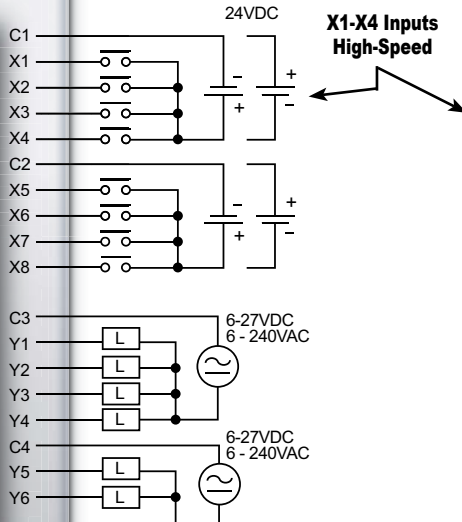 24VDC
X1-X4 Inputs
High-Speed
C1
X1
X2
X3
X4
- +
+ -
C2
X5
X6
X7
X8
- +
+ -
C3
6-27VDC
6 - 240VAC
Y1 L
Y2 L
Y3 L
Y4 L
C4
6-27VDC
6 - 240VAC
Y5 L
Y6 L